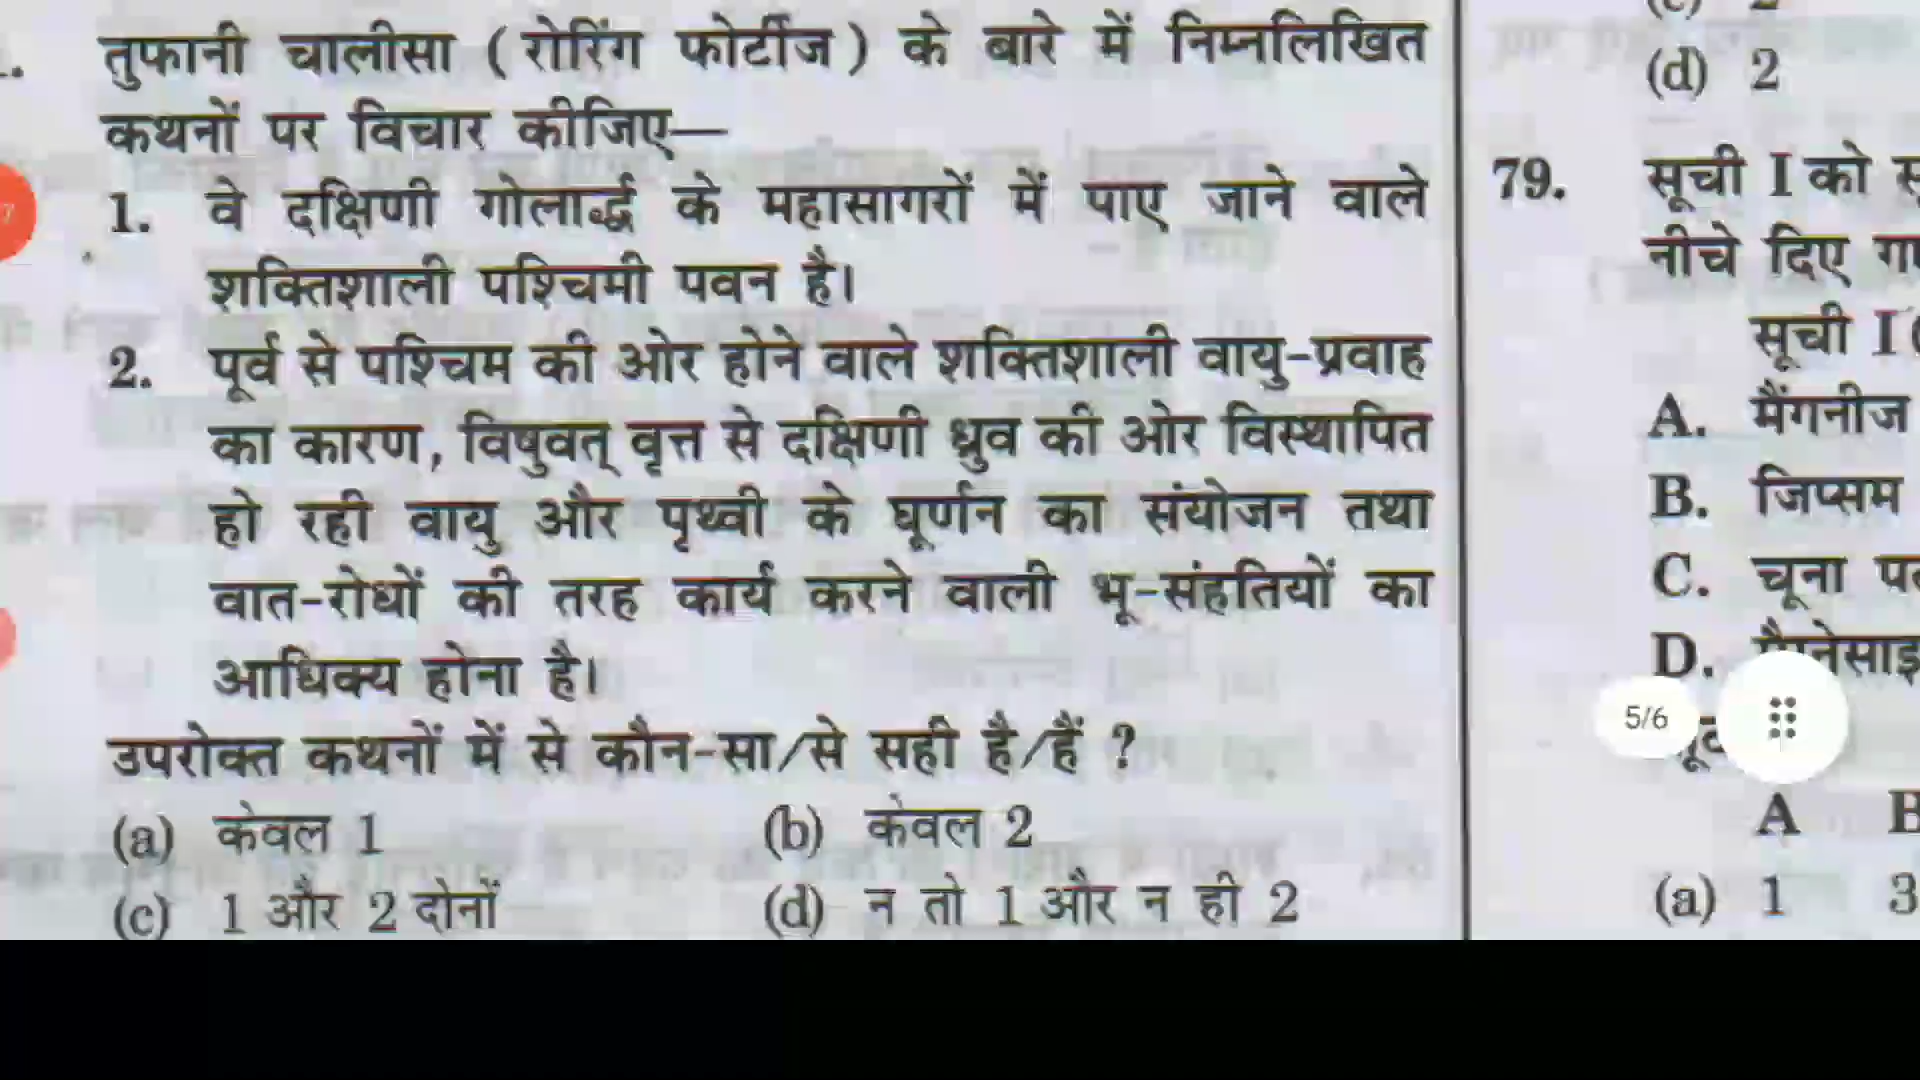 तुफानी चालीसा ( रोरिंग फोर्टीज ) के बारे में निम्नलिखित
कथनों पर विचार कीजिए—
1. वे दक्षिणी गोलार्द्ध के महासागरों में पाए जाने वाले
शक्तिशाली पश्चिमी पवन है।
2. पूर्व से पश्चिम की ओर होने वाले शक्तिशाली वायु-प्रवाह
का कारण, विषुवत् वृत्त से दक्षिणी ध्रुव की ओर विस्थापित
हो रही वायु और पृथ्वी के घूर्णन का संयोजन तथा
वात-रोधों की तरह कार्य करने वाली भू-संहतियों का
आधिक्य होना है।
उपरोक्त कथनों में से कौन-सा/से सही है/हैं ?
(a) केवल 1 (b) केवल 2
(c) 1 और 2 दोनों (d) न तो 1 और न ही 2
(d) 2
79. सूची I को
नीचे दिए
सूची I
A. मैंगनीज
B. जिप्सम
C. चूना
D.
5/6
A B
(a) 1 3